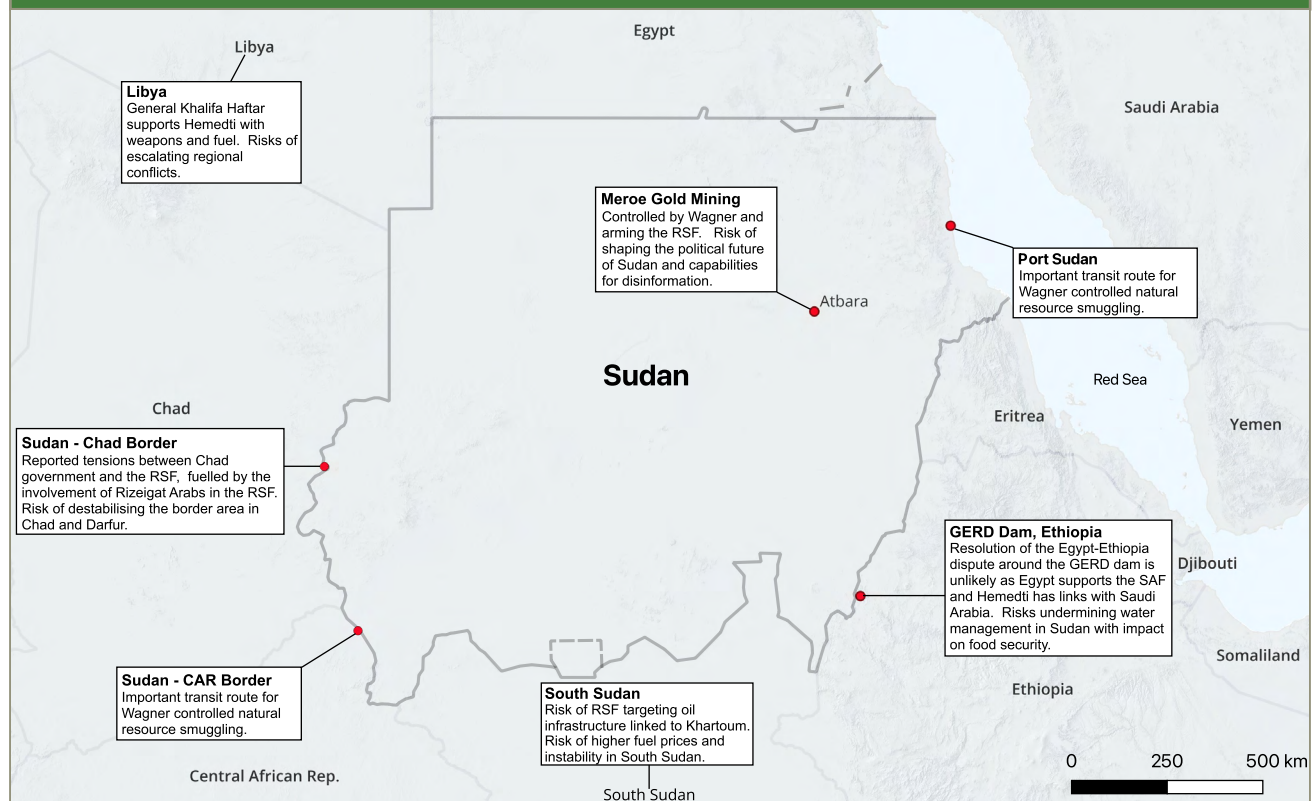 Egypt
Libya
Libya
General Khalifa Haftar
supports Hemedti with
weapons and fuel. Risks of
escalating regional
conflicts.
Saudi Arabia
Meroe Gold Mining
Controlled by Wagner and
arming the RSF. Risk of
shaping the political future
of Sudan and capabilities
for disinformation.
Atbara
Port Sudan
Important transit route for
Wagner controlled natural
resource smuggling.
Sudan
Red Sea
Chad
Eritrea
Yemen
Sudan - Chad Border
Reported tensions between Chad
government and the RSF, fuelled by the
involvement of Rizeigat Arabs in the RSF.
Risk of destabilising the border area in
Chad and Darfur.
GERD Dam, Ethiopia
Resolution of the Egypt-Ethiopia
dispute around the GERD dam is
unlikely as Egypt supports the SAF
and Hemedti has links with Saudi
Arabia. Risks undermining water
management in Sudan with impact
on food security.
Djibouti
Somaliland
Ethiopia
Sudan - CAR Border
Important transit route for
Wagner controlled natural
resource smuggling.
South Sudan
Risk of RSF targeting oil
infrastructure linked to Khartoum.
Risk of higher fuel prices and
instability in South Sudan.
Central African Rep.
South Sudan
0 250 500 km